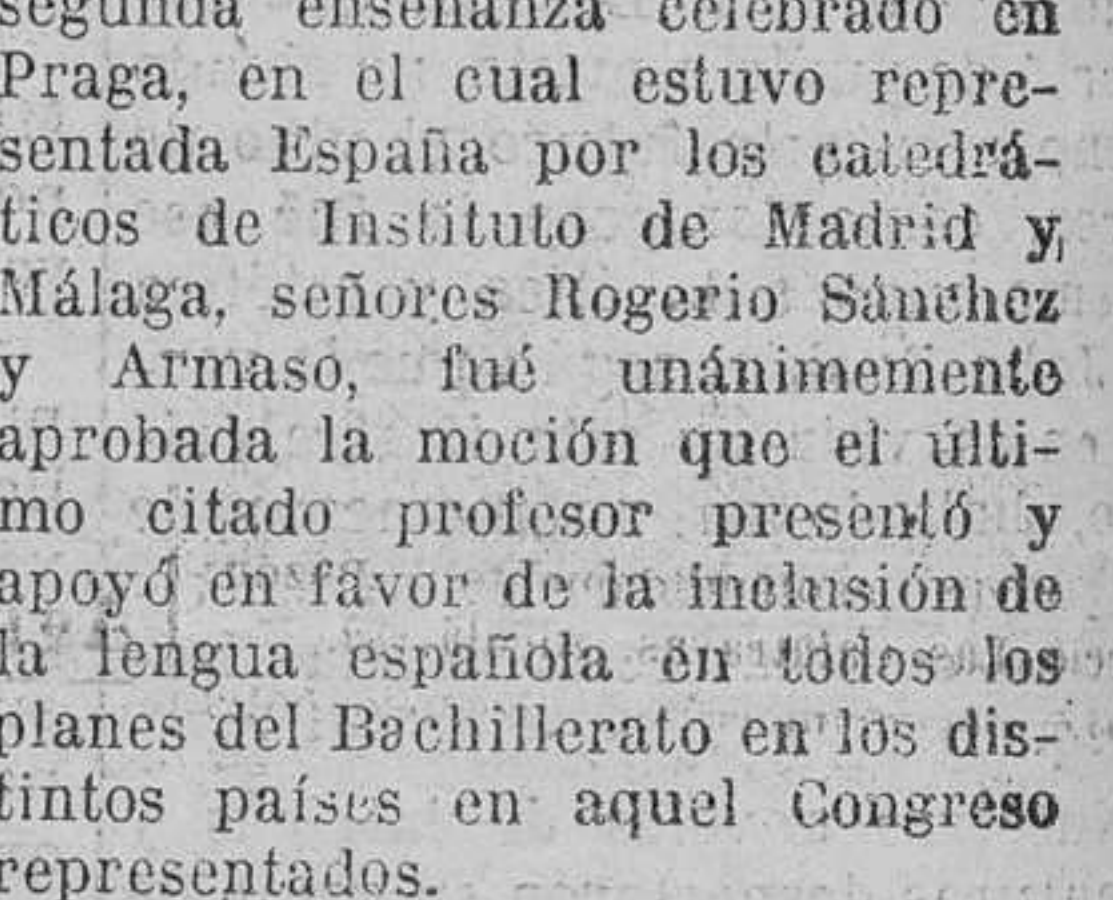 segunda enseñanza celebrado en
Praga, en el cual estuvo repre-
sentada España por los catedrá-
ticos de Instituto de Madrid y
Málaga, señores Rogerio Sánchez
y Armaso, fué unánimemente
aprobada la moción que el últi-
mo citado profesor presentó y
apoyó en favor de la inclusión de
la lengua española en todos los
planes del Bachillerato en los dis-
tintos países en aquel Congreso
representados.